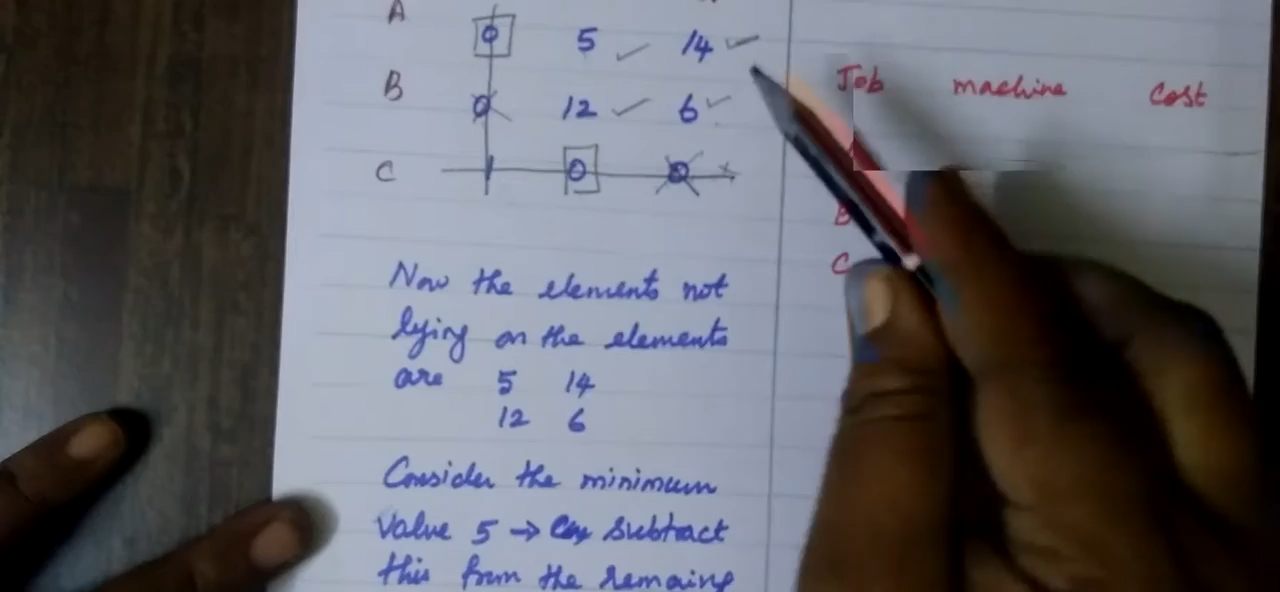 A 0 5 14
B 0 12 6
C 0 0
Job machine Cost
B
C
Now the elements not
lying on the elements
are 5 14
12 6
Consider the minimum
value 5 → subtract
this from the remaing